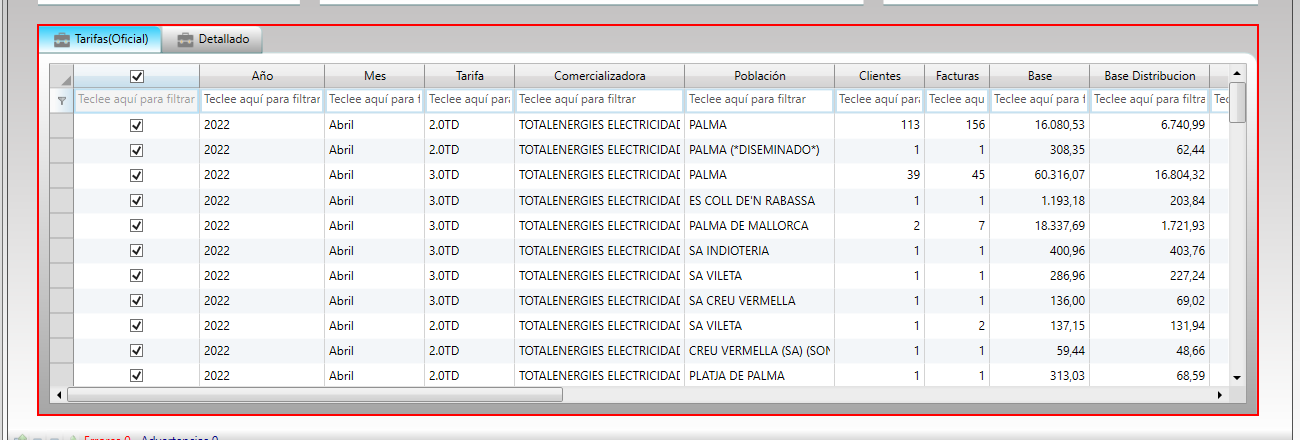 Tarifas(Oficial) Detallado
Año Mes Tarifa Comercializadora Población Clientes Facturas Base Base Distribucion
Teclee aquí para filtrar Teclee aquí para filtrar Teclee aquí para f Teclee aquí par Teclee aquí para filtrar Teclee aquí para filtrar Teclee aquí par Teclee aqu Teclee aquí para f Teclee aquí para filtra Tec
2022 Abril 2.0TD TOTALENERGIES ELECTRICIDAD PALMA 113 156 16.080,53 6.740,99
2022 Abril 2.0TD TOTALENERGIES ELECTRICIDAD PALMA (*DISEMINADO*) 1 1 308,35 62,44
2022 Abril 3.0TD TOTALENERGIES ELECTRICIDAD PALMA 39 45 60.316,07 16.804,32
2022 Abril 3.0TD TOTALENERGIES ELECTRICIDAD ES COLL DE'N RABASSA 1 1 1.193,18 203,84
2022 Abril 3.0TD TOTALENERGIES ELECTRICIDAD PALMA DE MALLORCA 2 7 18.337,69 1.721,93
2022 Abril 3.0TD TOTALENERGIES ELECTRICIDAD SA INDIOTERIA 1 1 400,96 403,76
2022 Abril 3.0TD TOTALENERGIES ELECTRICIDAD SA VILETA 1 1 286,96 227,24
2022 Abril 3.0TD TOTALENERGIES ELECTRICIDAD SA CREU VERMELLA 1 1 136,00 69,02
2022 Abril 2.0TD TOTALENERGIES ELECTRICIDAD SA VILETA 1 2 137,15 131,94
2022 Abril 2.0TD TOTALENERGIES ELECTRICIDAD CREU VERMELLA (SA) (SON 1 1 59,44 48,66
2022 Abril 2.0TD TOTALENERGIES ELECTRICIDAD PLATJA DE PALMA 1 1 313,03 68,59
Errores 0 - Advertencias 0